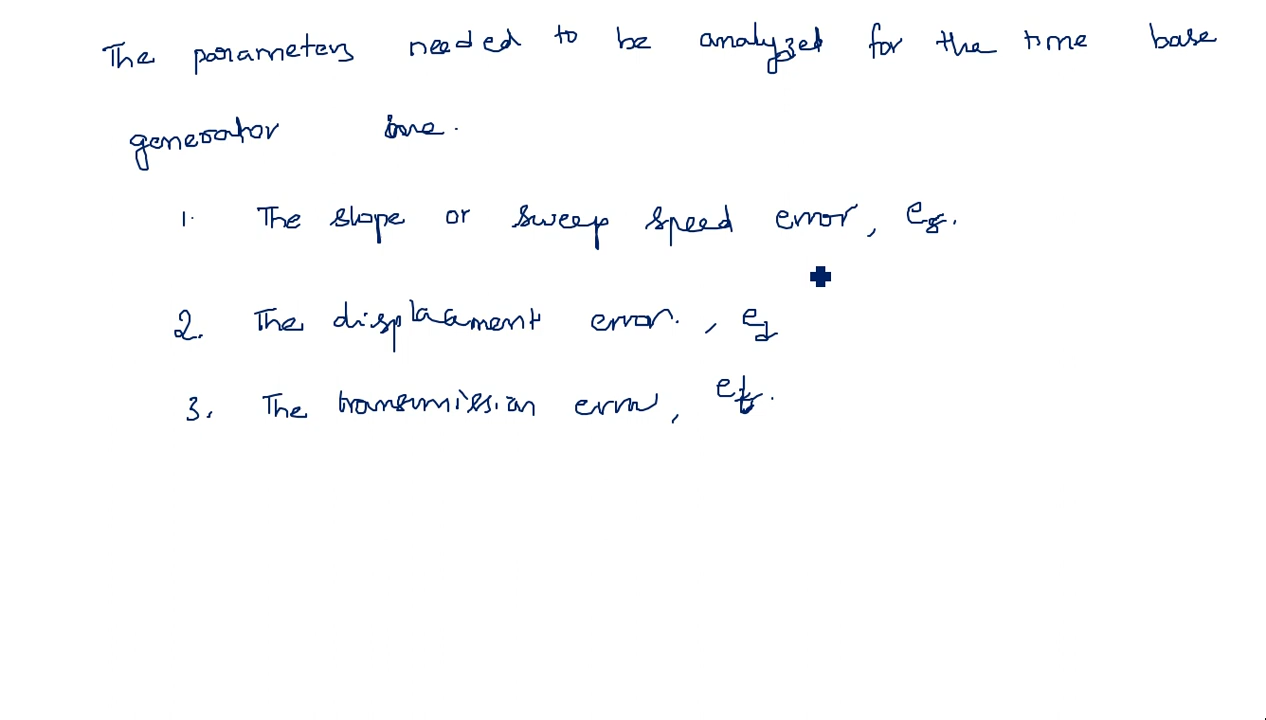 The parameters needed to be analyzed for the time base
generator are.
1. The slope or sweep speed error, es.
2. The displacement error. , ed
3. The transmission error, et.